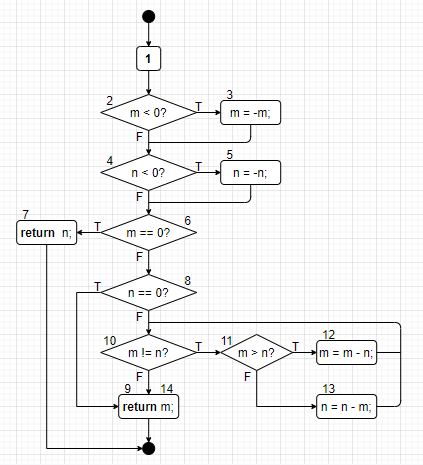 1
2
m < 0?
T
3
m = -m;
F
4
n < 0?
T
5
n = -n;
F
7
return n;
T
6
m == 0?
F
T
8
n == 0?
F
10
m != n?
T
11
m > n?
T
12
m = m - n;
F
F
13
n = n - m;
9
14
return m;